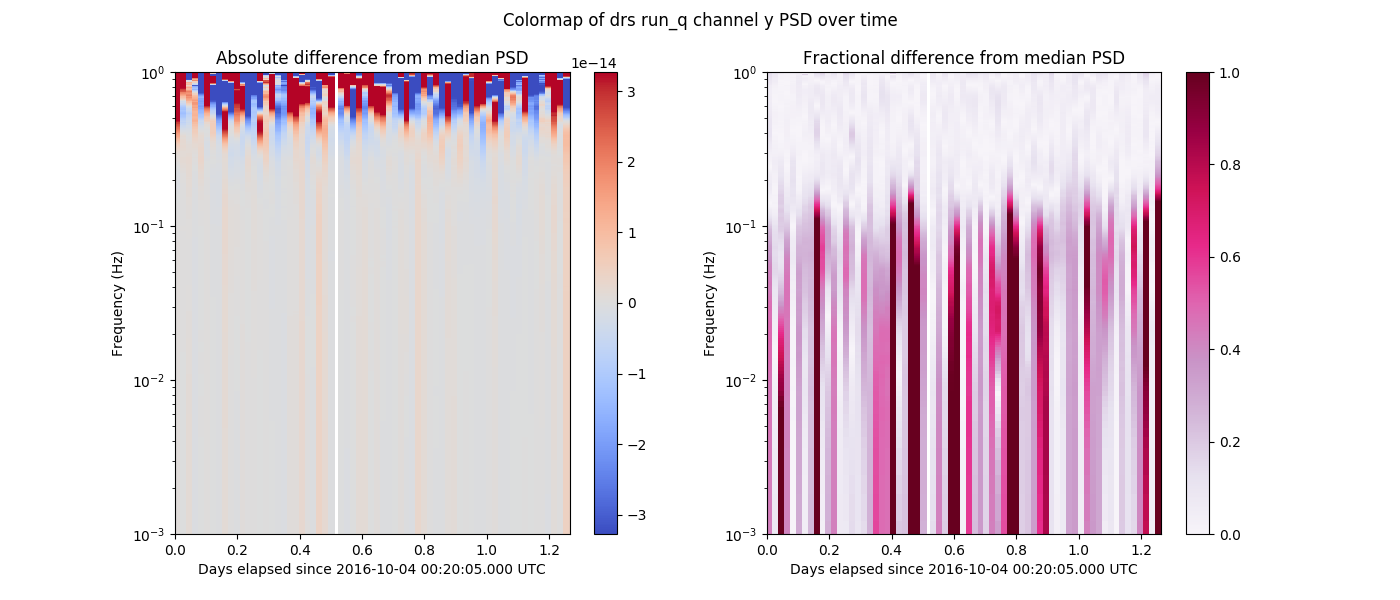 Colormap of drs run_q channel y PSD over time
Absolute difference from median PSD
1e−14
Frequency (Hz)
10⁰
10⁻¹
10⁻²
10⁻³
0.0 0.2 0.4 0.6 0.8 1.0 1.2
Days elapsed since 2016-10-04 00:20:05.000 UTC
3
2
1
0
−1
−2
−3
Fractional difference from median PSD
Frequency (Hz)
10⁰
10⁻¹
10⁻²
10⁻³
0.0 0.2 0.4 0.6 0.8 1.0 1.2
Days elapsed since 2016-10-04 00:20:05.000 UTC
1.0
0.8
0.6
0.4
0.2
0.0